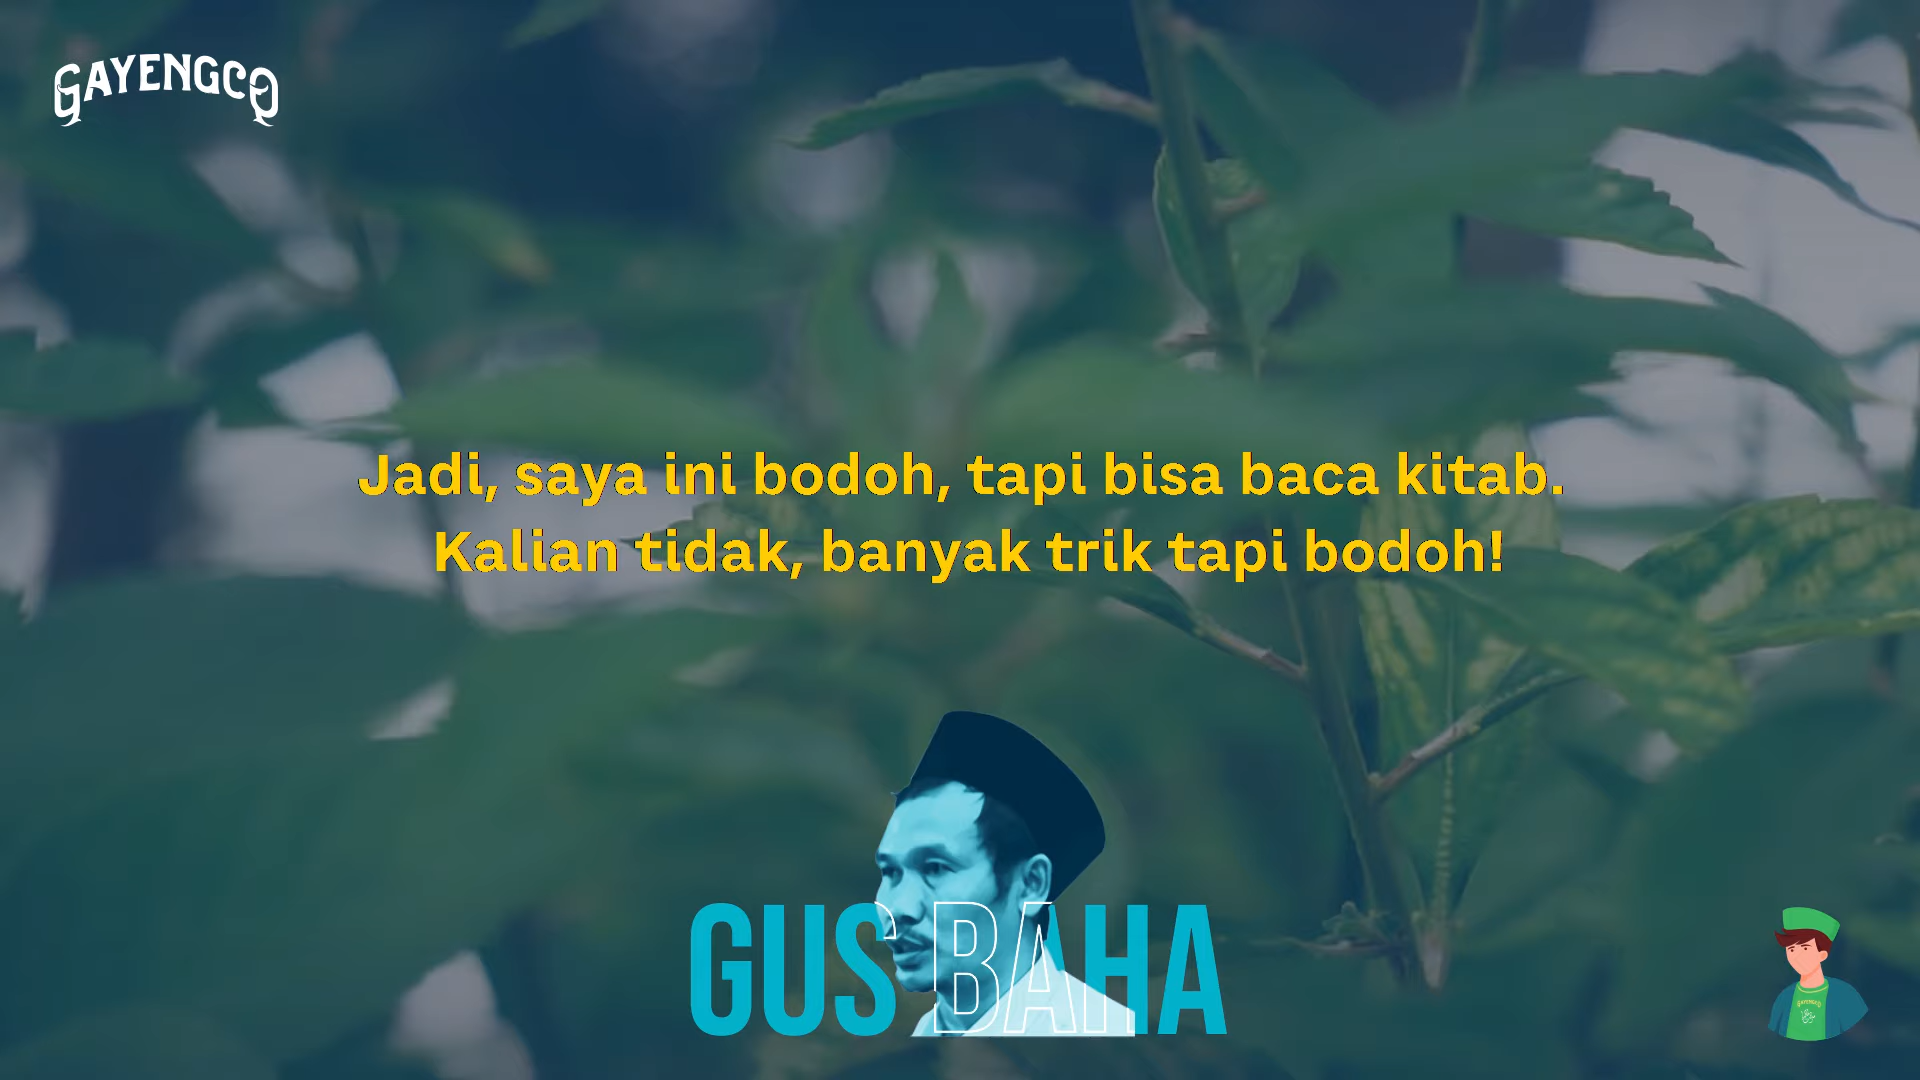 GAYENGCO
Jadi, saya ini bodoh, tapi bisa baca kitab.
Kalian tidak, banyak trik tapi bodoh!
GUS BAHA